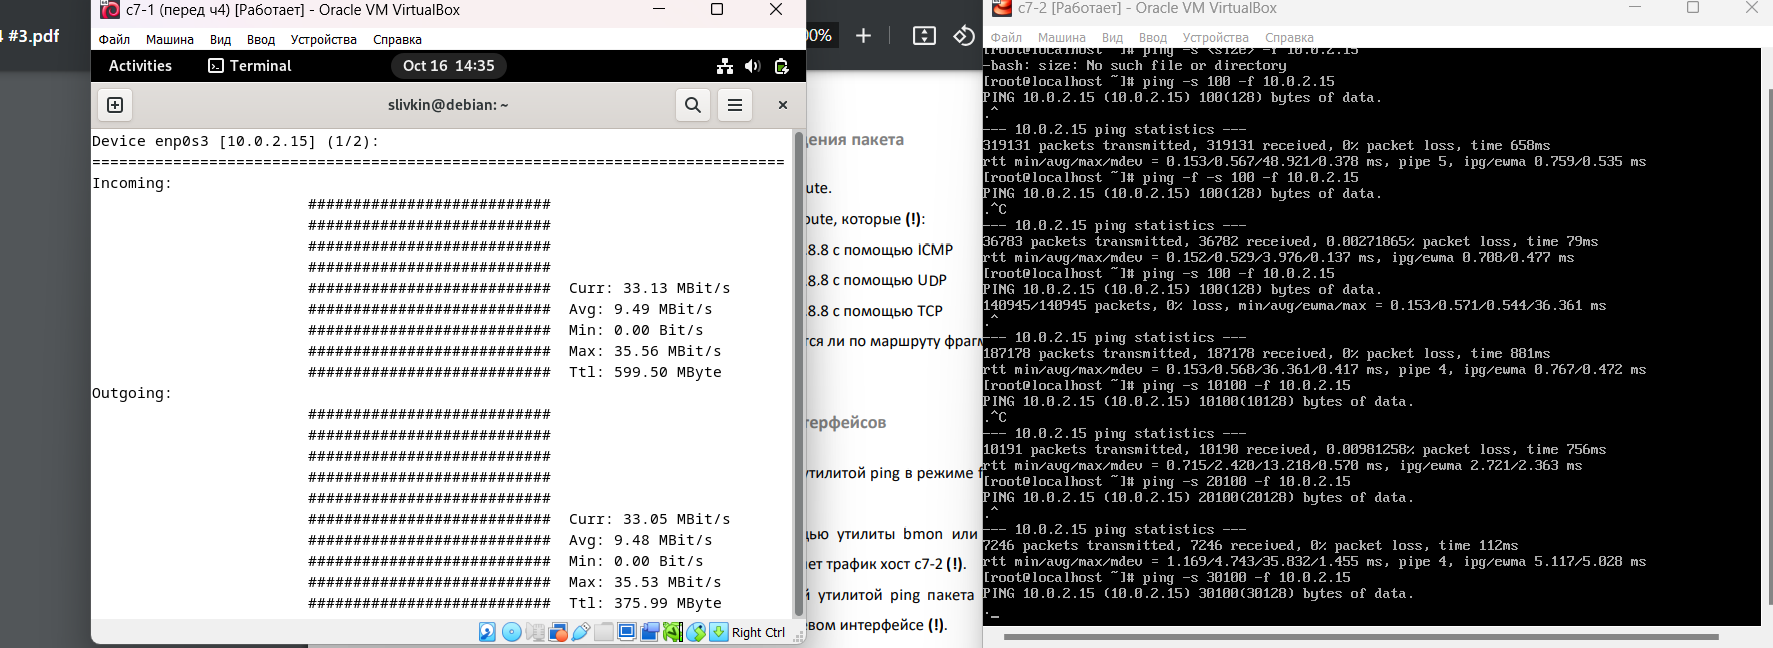 4 #3.pdf
c7-1 (перед ч4) [Работает] - Oracle VM VirtualBox
Файл Машина Вид Ввод Устройства Справка
Activities Terminal Oct 16 14:35
slivkin@debian: ~
Device enp0s3 [10.0.2.15] (1/2):
=============================================================================
Incoming:
###########################
###########################
###########################
###########################
########################### Curr: 33.13 MBit/s
########################### Avg: 9.49 MBit/s
########################### Min: 0.00 Bit/s
########################### Max: 35.56 MBit/s
########################### Ttl: 599.50 MByte
Outgoing:
###########################
###########################
###########################
###########################
###########################
########################### Curr: 33.05 MBit/s
########################### Avg: 9.48 MBit/s
########################### Min: 0.00 Bit/s
########################### Max: 35.53 MBit/s
########################### Ttl: 375.99 MByte
Right Ctrl
00%
дения пакета
ute.
oute, которые (!):
.8.8 с помощью ICMP
.8.8 с помощью UDP
.8.8 с помощью TCP
тся ли по маршруту фрагм
терфейсов
утилитой ping в режиме f
цью утилиты bmon или
ет трафик хост с7-2 (!).
й утилитой ping пакета
вом интерфейсе (!).
c7-2 [Работает] - Oracle VM VirtualBox
Файл Машина Вид Ввод Устройства Справка
[root@localhost ~]# ping -s <size> -f 10.0.2.15
-bash: size: No such file or directory
[root@localhost ~]# ping -s 100 -f 10.0.2.15
PING 10.0.2.15 (10.0.2.15) 100(128) bytes of data.
.^
--- 10.0.2.15 ping statistics ---
319131 packets transmitted, 319131 received, 0% packet loss, time 658ms
rtt min/avg/max/mdev = 0.153/0.567/48.921/0.378 ms, pipe 5, ipg/ewma 0.759/0.535 ms
[root@localhost ~]# ping -f -s 100 -f 10.0.2.15
PING 10.0.2.15 (10.0.2.15) 100(128) bytes of data.
.^C
--- 10.0.2.15 ping statistics ---
36783 packets transmitted, 36782 received, 0.00271865% packet loss, time 79ms
rtt min/avg/max/mdev = 0.152/0.529/3.976/0.137 ms, ipg/ewma 0.708/0.477 ms
[root@localhost ~]# ping -s 100 -f 10.0.2.15
PING 10.0.2.15 (10.0.2.15) 100(128) bytes of data.
140945/140945 packets, 0% loss, min/avg/ewma/max = 0.153/0.571/0.544/36.361 ms
.^
--- 10.0.2.15 ping statistics ---
187178 packets transmitted, 187178 received, 0% packet loss, time 881ms
rtt min/avg/max/mdev = 0.153/0.568/36.361/0.417 ms, pipe 4, ipg/ewma 0.767/0.472 ms
[root@localhost ~]# ping -s 10100 -f 10.0.2.15
PING 10.0.2.15 (10.0.2.15) 10100(10128) bytes of data.
.^C
--- 10.0.2.15 ping statistics ---
10191 packets transmitted, 10190 received, 0.00981258% packet loss, time 756ms
rtt min/avg/max/mdev = 0.715/2.420/13.218/0.570 ms, ipg/ewma 2.721/2.363 ms
[root@localhost ~]# ping -s 20100 -f 10.0.2.15
PING 10.0.2.15 (10.0.2.15) 20100(20128) bytes of data.
.^
--- 10.0.2.15 ping statistics ---
7246 packets transmitted, 7246 received, 0% packet loss, time 112ms
rtt min/avg/max/mdev = 1.169/4.743/35.832/1.455 ms, pipe 4, ipg/ewma 5.117/5.028 ms
[root@localhost ~]# ping -s 30100 -f 10.0.2.15
PING 10.0.2.15 (10.0.2.15) 30100(30128) bytes of data.
._